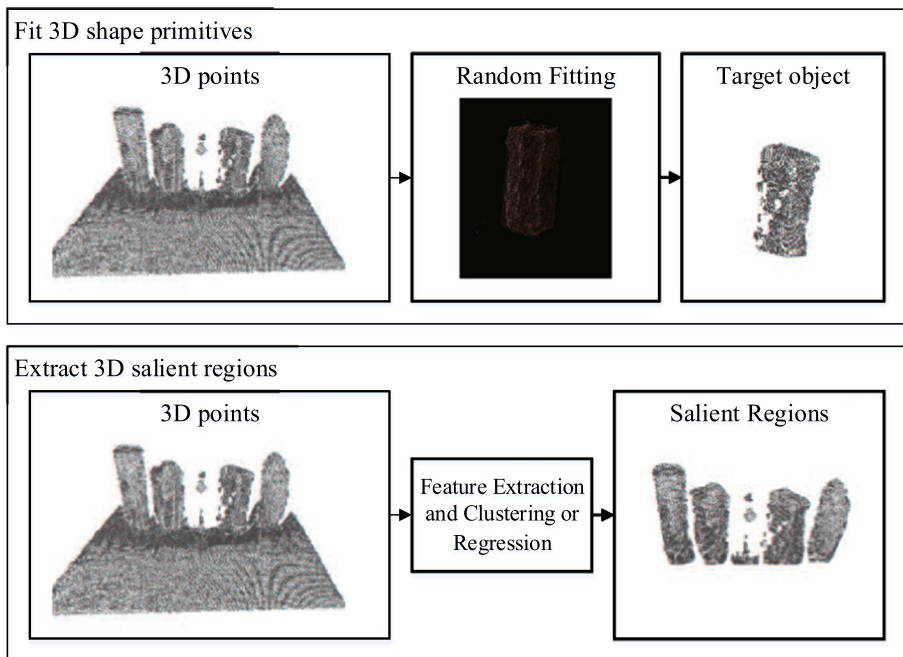 Fit 3D shape primitives
3D points
Random Fitting
Target object
Extract 3D salient regions
3D points
Feature Extraction
and Clustering or
Regression
Salient Regions